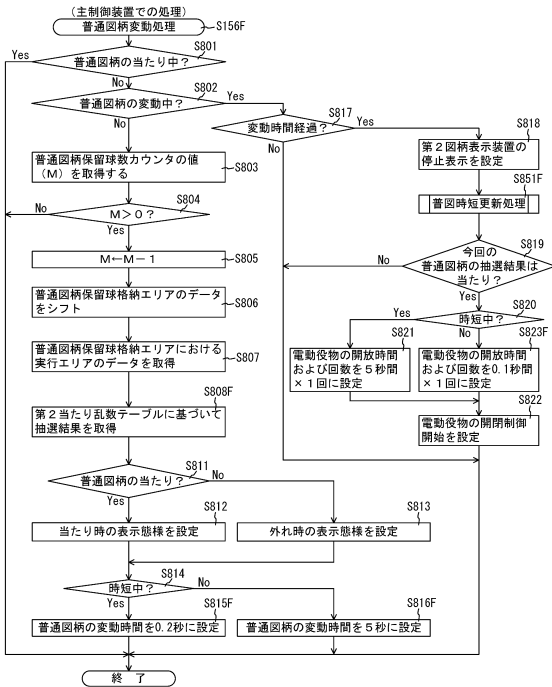 (主制御装置での処理)
普通図柄変動処理
S156F
S801
普通図柄の当たり中?
Yes
No
S802
普通図柄の変動中?
Yes
No
普通図柄保留球数カウンタの値
(M)を取得する
S803
S804
M>0?
No
Yes
M←M-1
S805
普通図柄保留球格納エリアのデータ
をシフト
S806
普通図柄保留球格納エリアにおける
実行エリアのデータを取得
S807
S808F
第2当たり乱数テーブルに基づいて
抽選結果を取得
S811
普通図柄の当たり?
No
Yes
S812
当たり時の表示態様を設定
S813
外れ時の表示態様を設定
S814
時短中?
No
Yes
S815F
普通図柄の変動時間を0.2秒に設定
S816F
普通図柄の変動時間を5秒に設定
終 了
S817
変動時間経過?
Yes
No
S818
第2図柄表示装置の
停止表示を設定
S851F
普図時短更新処理
S819
今回の
普通図柄の抽選結果は
当たり?
No
Yes
S820
時短中?
Yes
No
S821
電動役物の開放時間
および回数を5秒間
×1回に設定
S823F
電動役物の開放時間
および回数を0.1秒間
×1回に設定
S822
電動役物の開閉制御
開始を設定